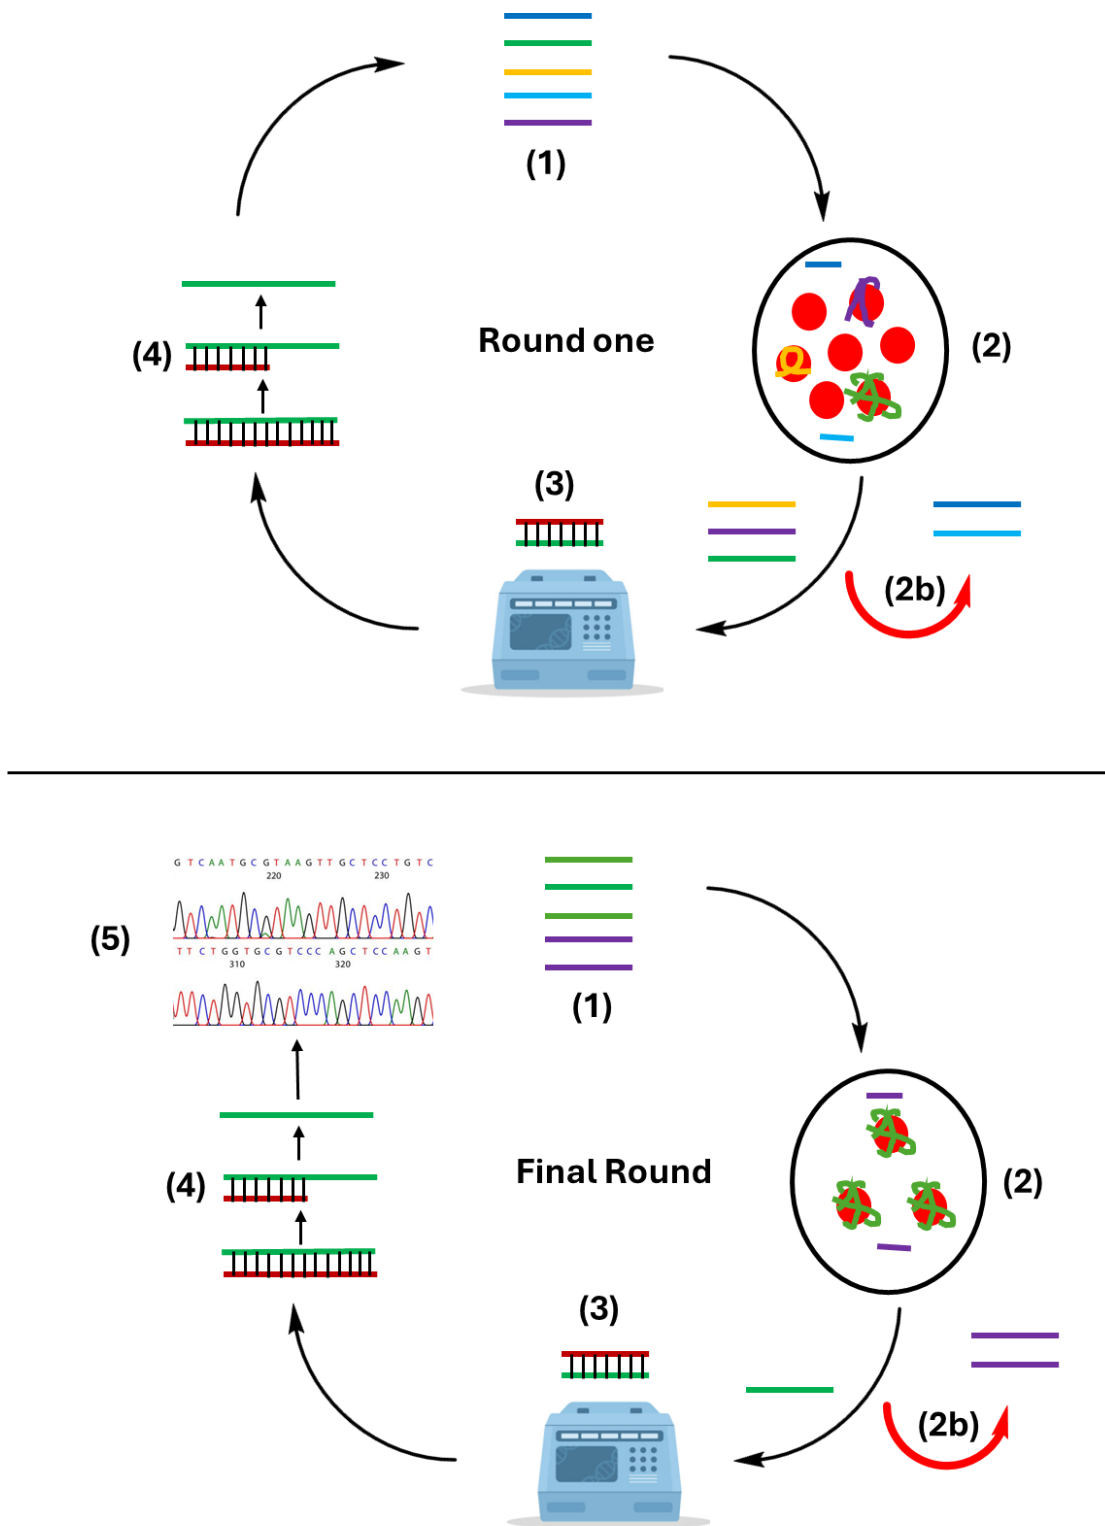 (1)
Round one
(2)
(4)
(3)
(2b)
G T C A A T G C G T A A G T T G C T C C T G T C
220 230
(5)
T T C T G G T G C G T C C C A G C T C C A A G T
310 320
(1)
Final Round
(2)
(4)
(3)
(2b)